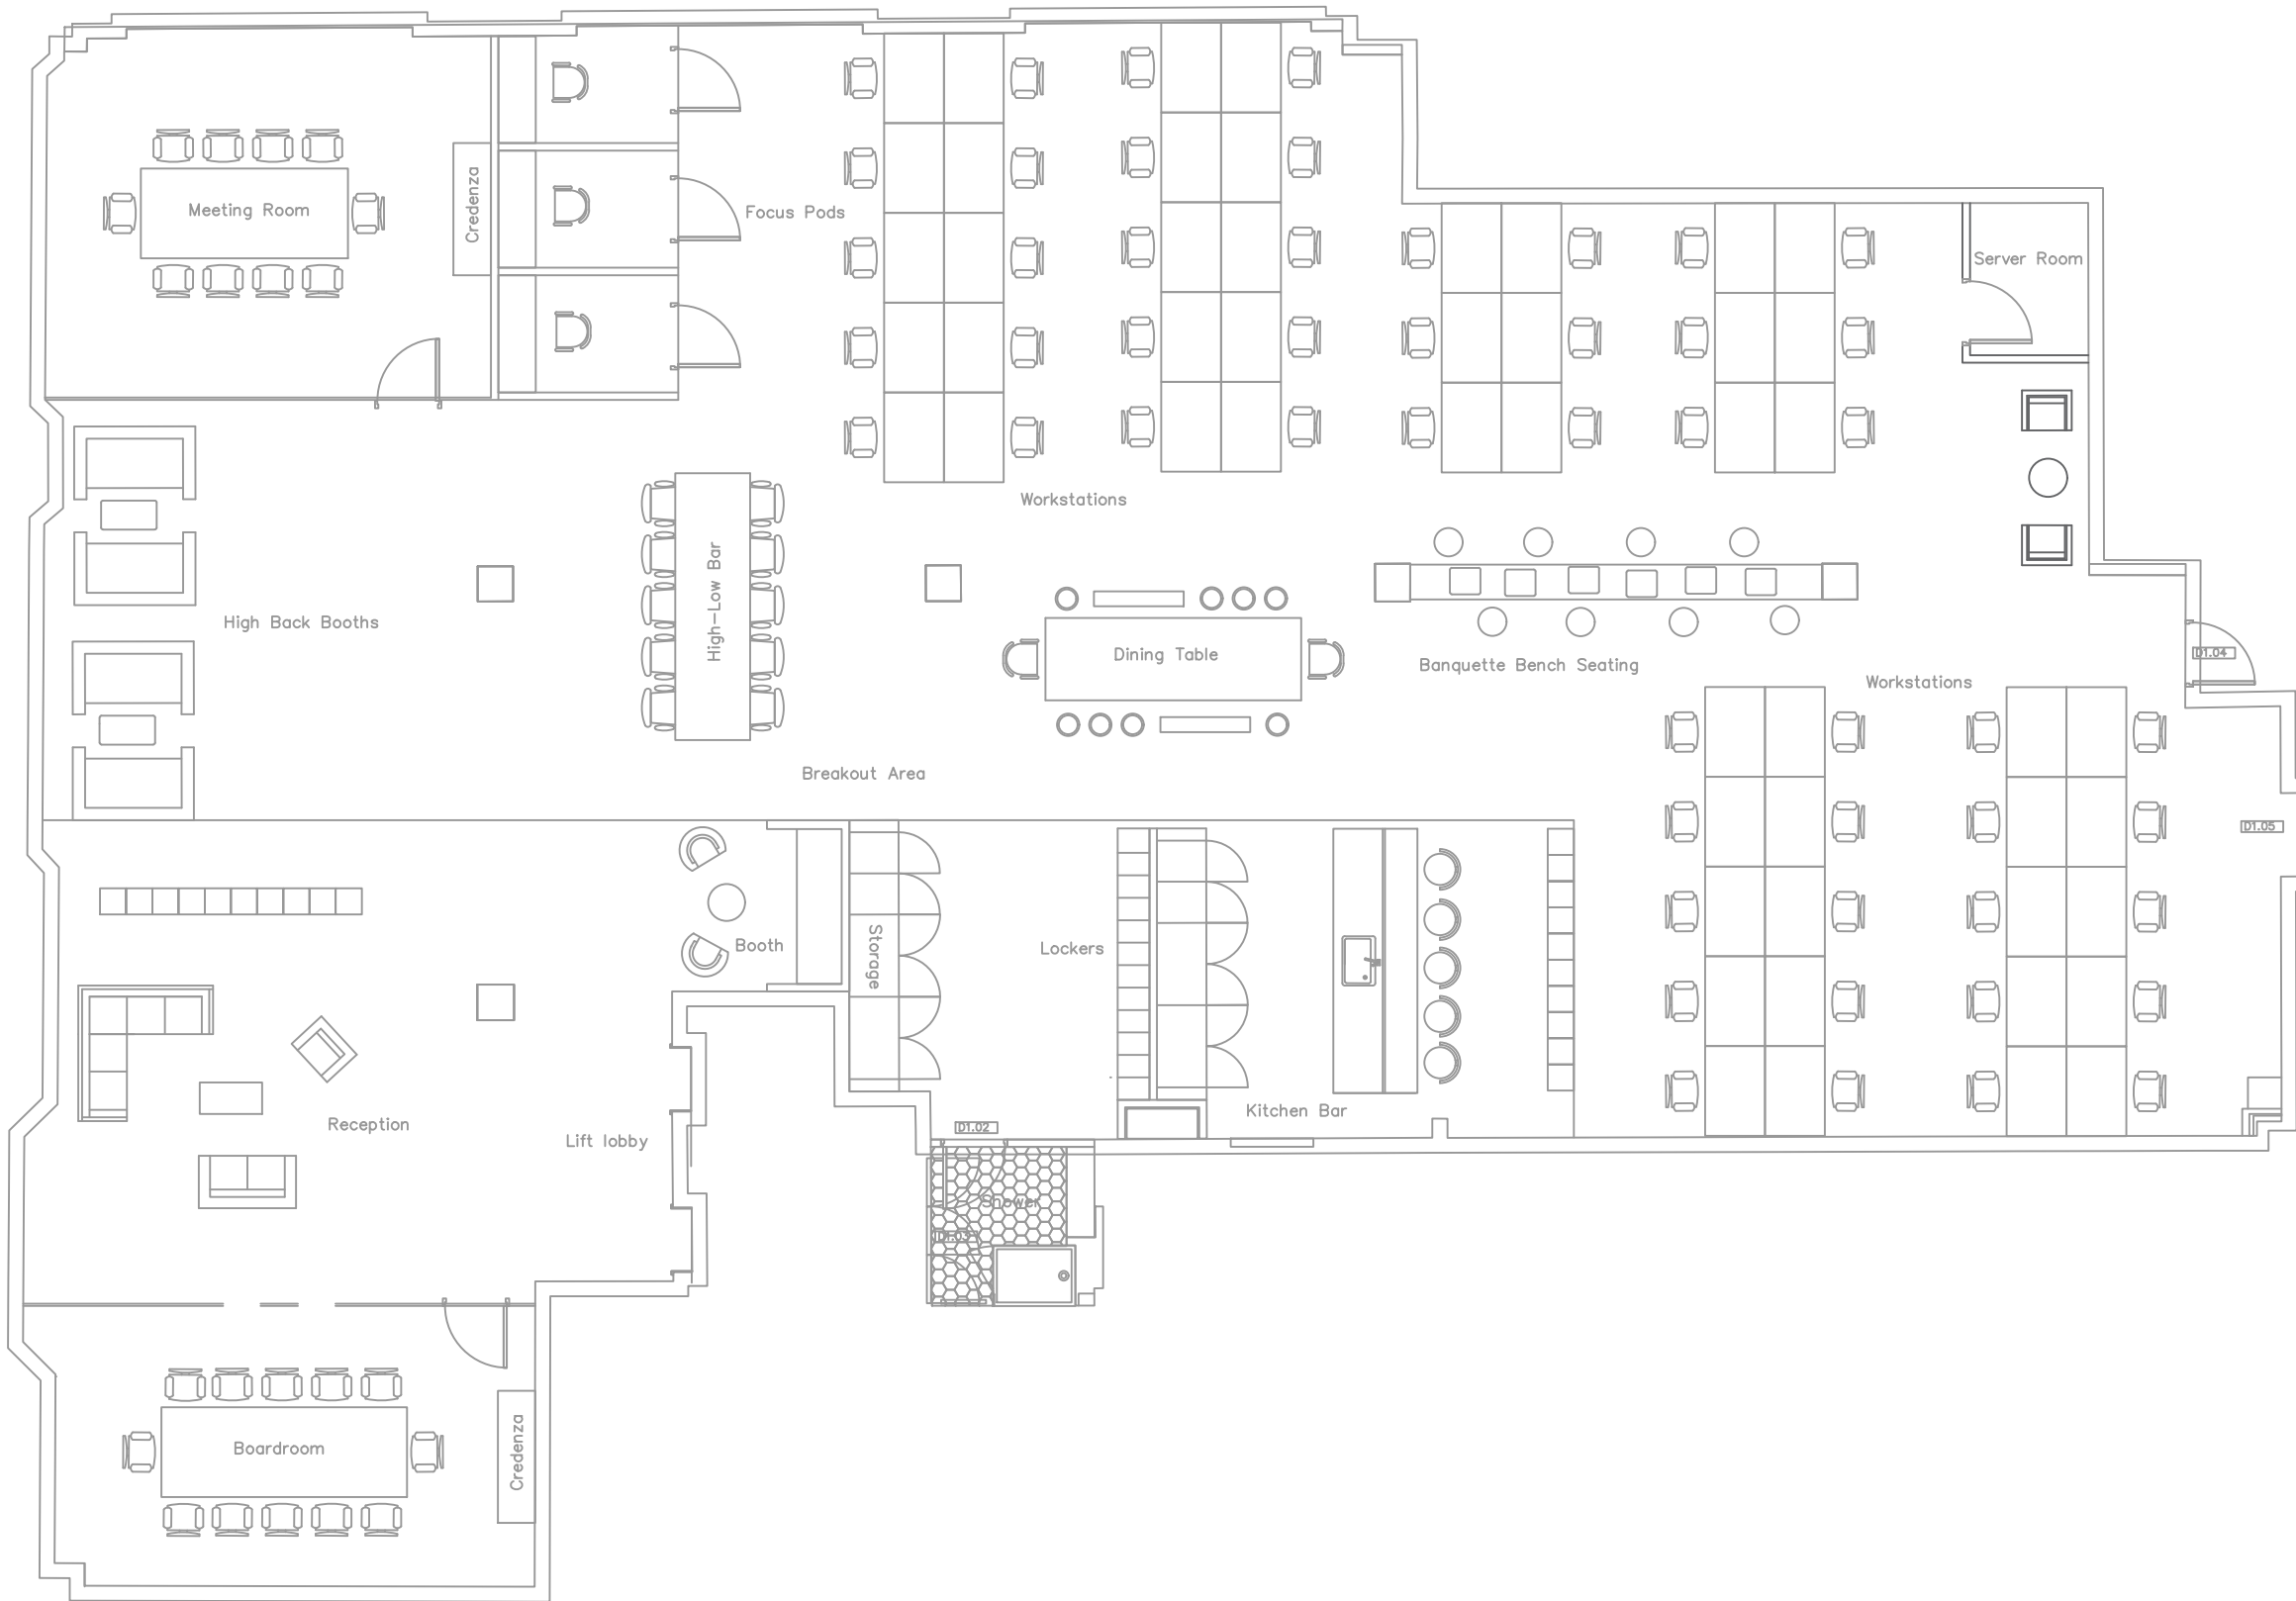 Meeting Room
Credenza
Focus Pods
Server Room
Workstations
High Back Booths
High-Low Bar
Dining Table
Banquette Bench Seating
Workstations
D1.04
Breakout Area
D1.05
Booth
Storage
Lockers
Reception
Lift lobby
Kitchen Bar
D1.02
Shower
D1.03
Boardroom
Credenza